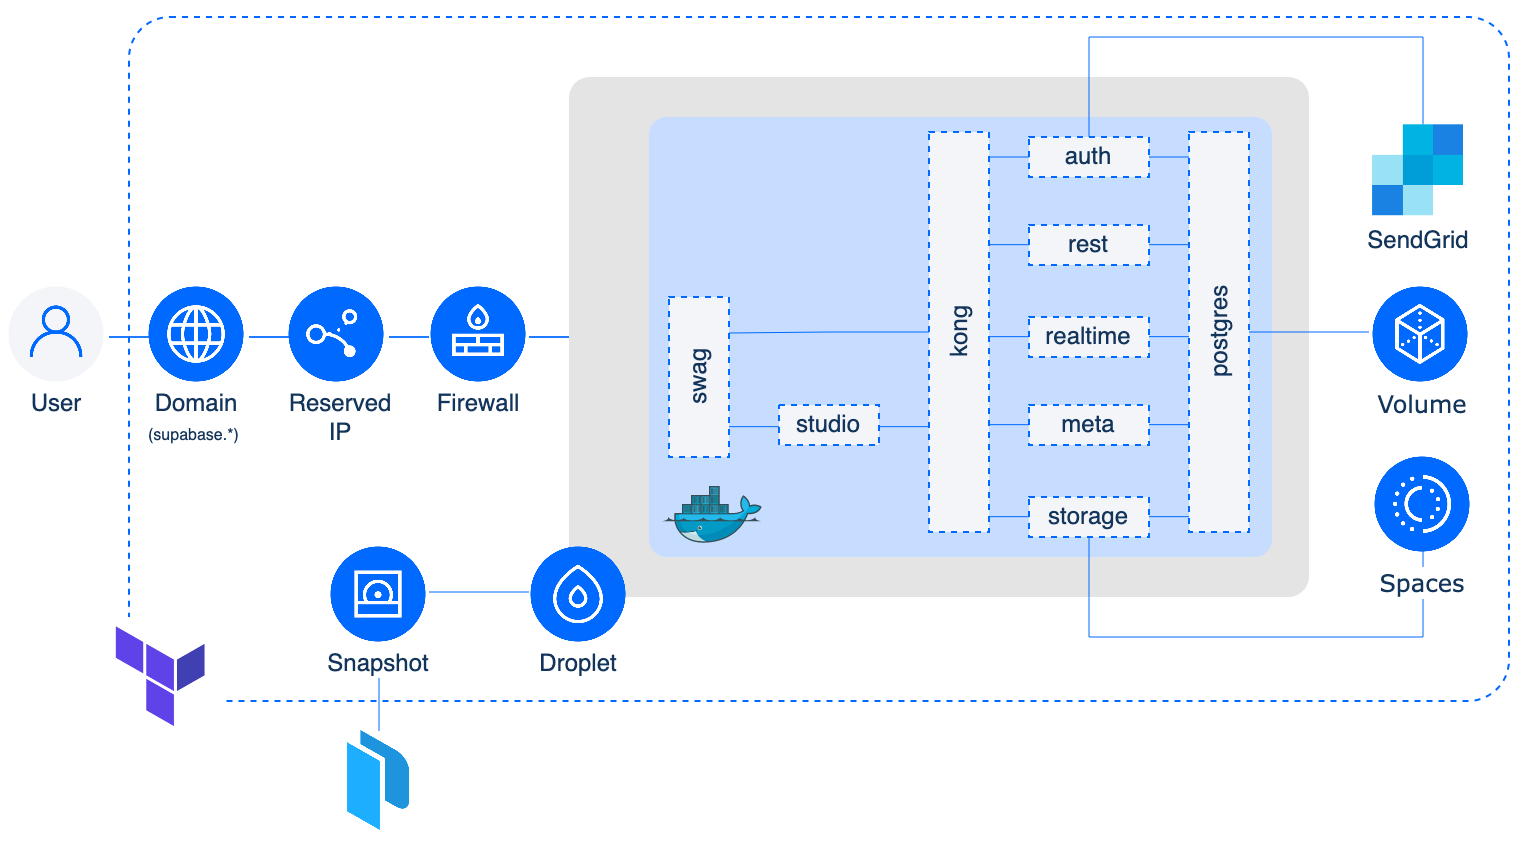 auth
rest
SendGrid
realtime
kong
postgres
swag
User
Domain
(supabase.*)
Reserved
IP
Firewall
studio
meta
Volume
storage
Spaces
Snapshot
Droplet